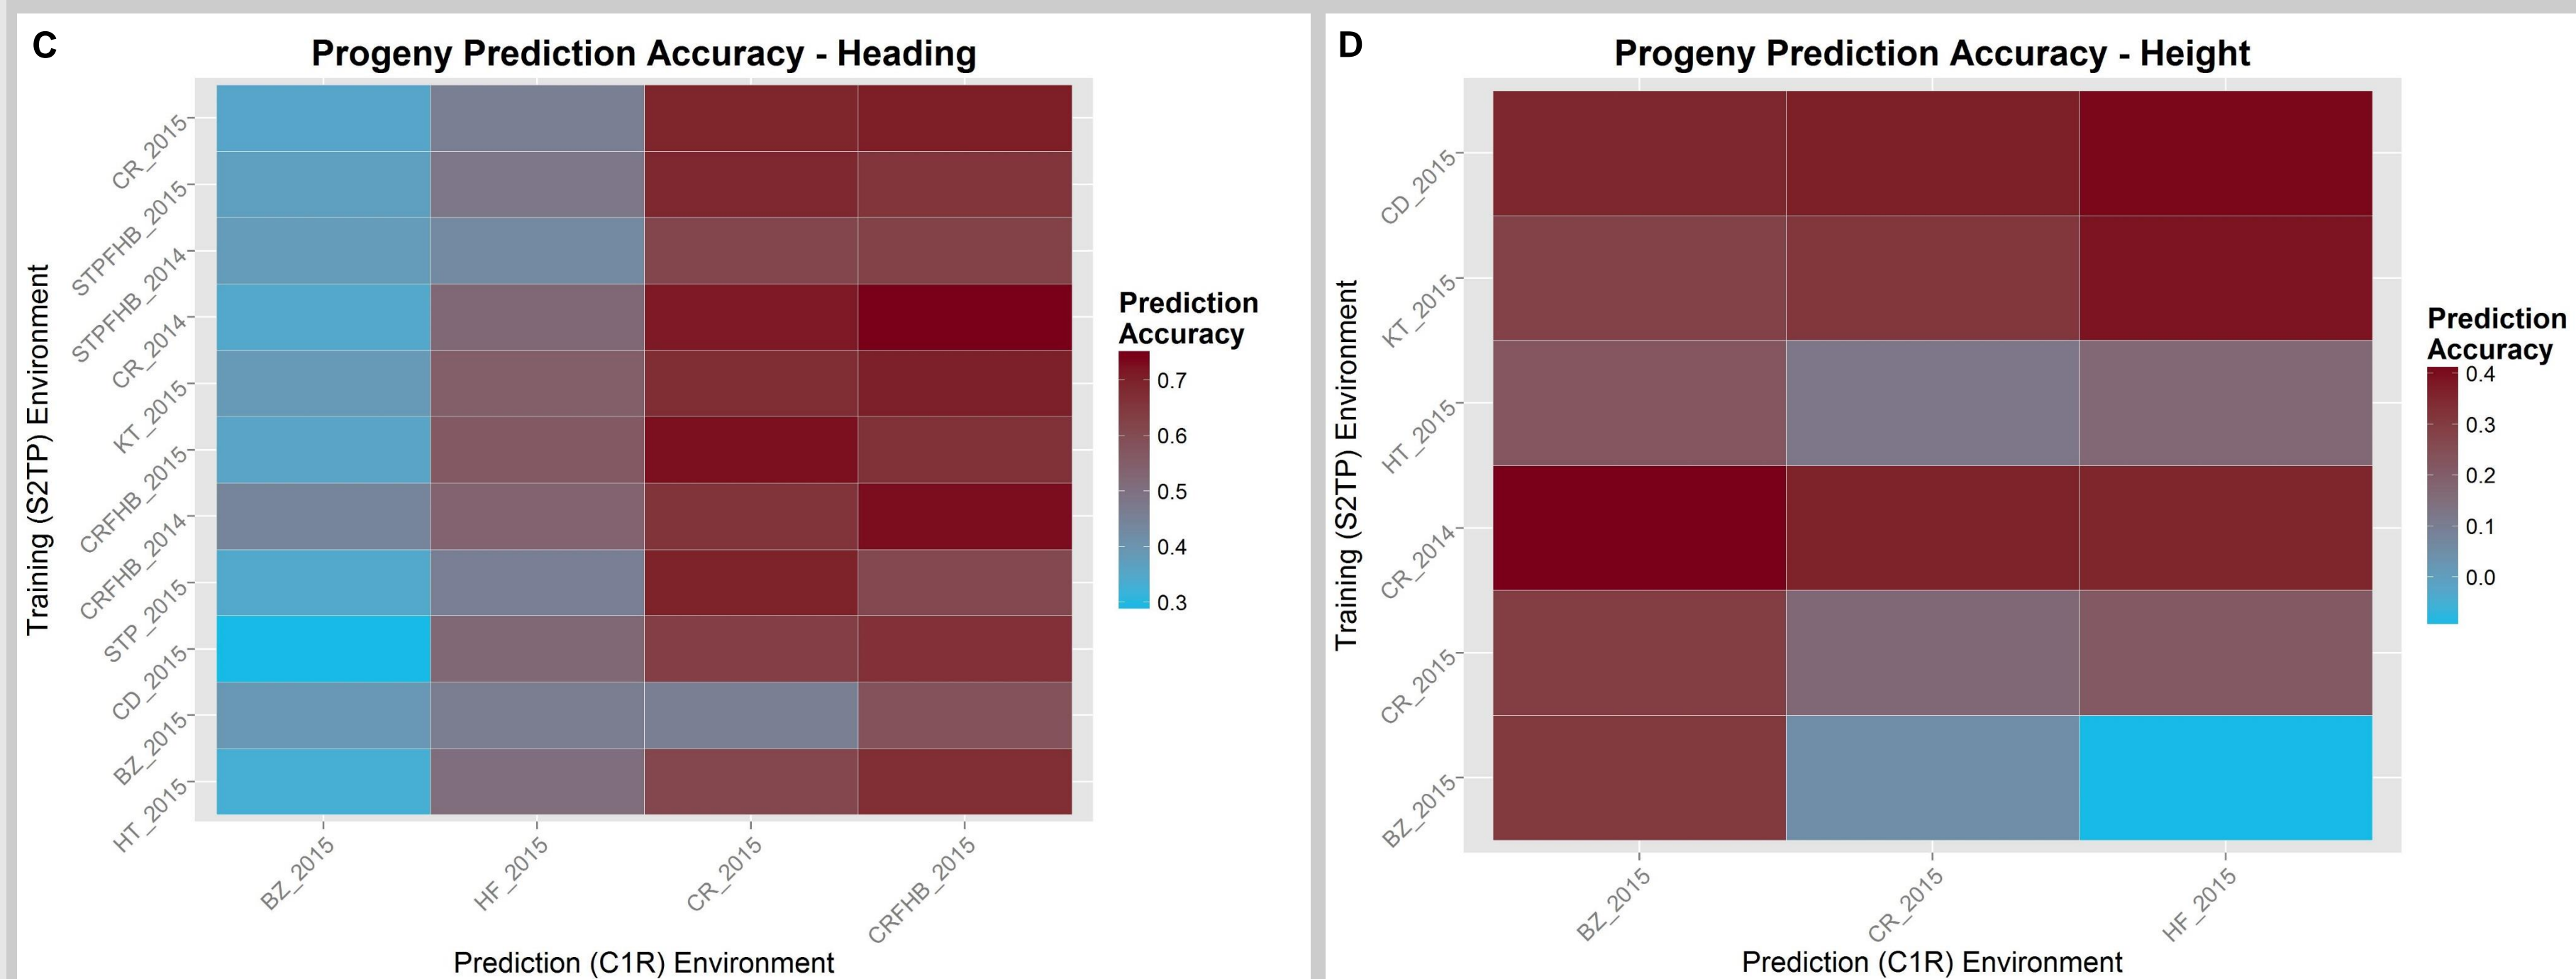 C
Progeny Prediction Accuracy - Heading
Training (S2TP) Environment
CR_2015
STPFHB_2015
STPFHB_2014
CR_2014
KT_2015
CRFHB_2015
CRFHB_2014
STP_2015
CD_2015
BZ_2015
HT_2015
BZ_2015
HF_2015
CR_2015
CRFHB_2015
Prediction (C1R) Environment
Prediction
Accuracy
0.7
0.6
0.5
0.4
0.3
D
Progeny Prediction Accuracy - Height
Training (S2TP) Environment
CD_2015
KT_2015
HT_2015
CR_2014
CR_2015
BZ_2015
BZ_2015
CR_2015
HF_2015
Prediction (C1R) Environment
Prediction
Accuracy
0.4
0.3
0.2
0.1
0.0